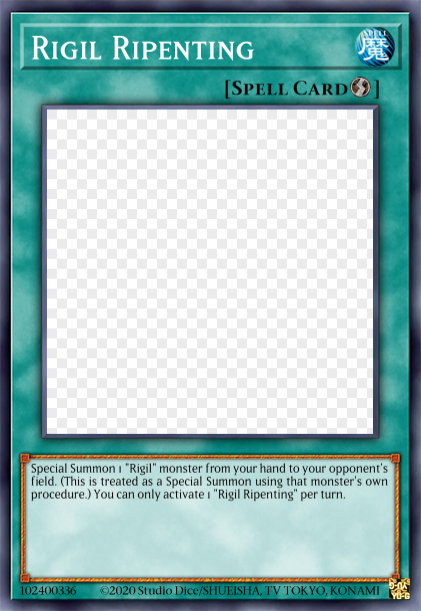 Rigil Ripenting
SPELL
魔
[Spell Card]
Special Summon 1 "Rigil" monster from your hand to your opponent's
field. (This is treated as a Special Summon using that monster's own
procedure.) You can only activate 1 "Rigil Ripenting" per turn.
102400336 ©2020 Studio Dice/SHUEISHA, TV TOKYO, KONAMI